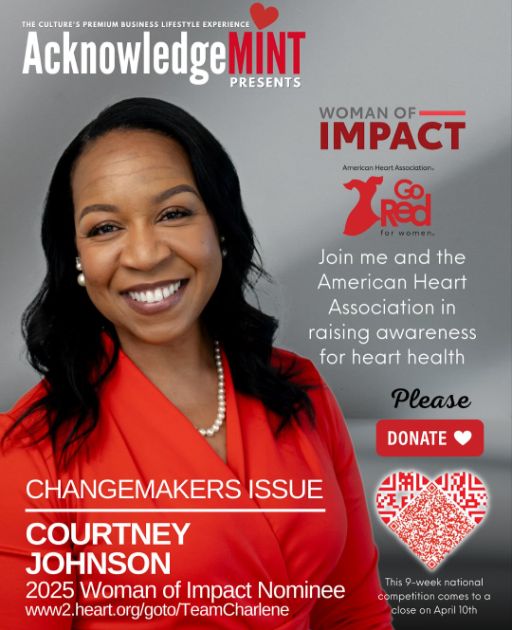 THE CULTURE'S PREMIUM BUSINESS LIFESTYLE EXPERIENCE
AcknowledgeMINT
PRESENTS
WOMAN OF
IMPACT
American Heart Association®
Go
Red
for women®
Join me and the
American Heart
Association in
raising awareness
for heart health
Please
DONATE
CHANGEMAKERS ISSUE
COURTNEY
JOHNSON
2025 Woman of Impact Nominee
www2.heart.org/goto/TeamCharlene
This 9-week national
competition comes to a
close on April 10th